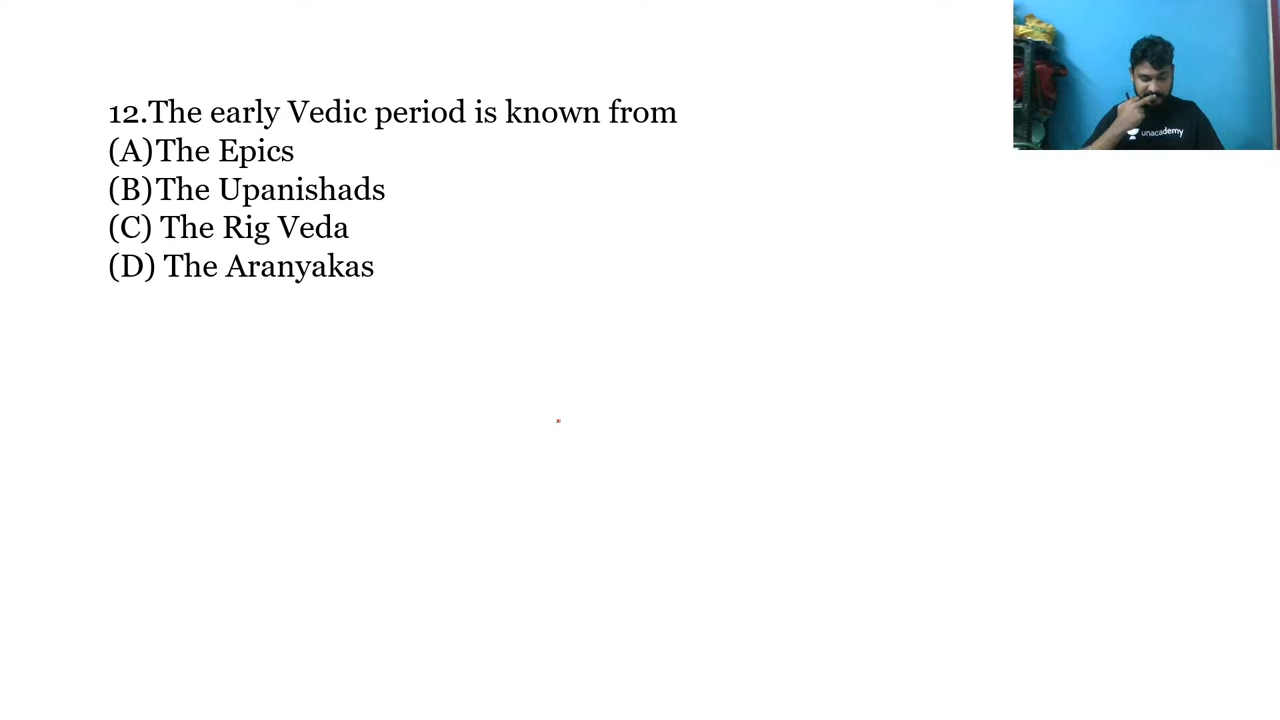 12.The early Vedic period is known from
(A)The Epics
(B)The Upanishads
(C) The Rig Veda
(D) The Aranyakas
unacademy